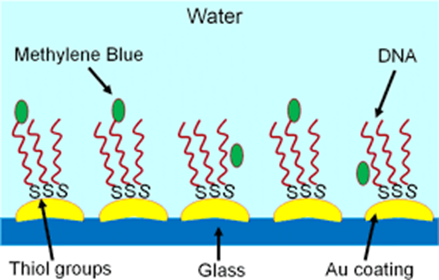 Water
Methylene Blue
DNA
SSS SSS SSS SSS SSS
Thiol groups
Glass
Au coating